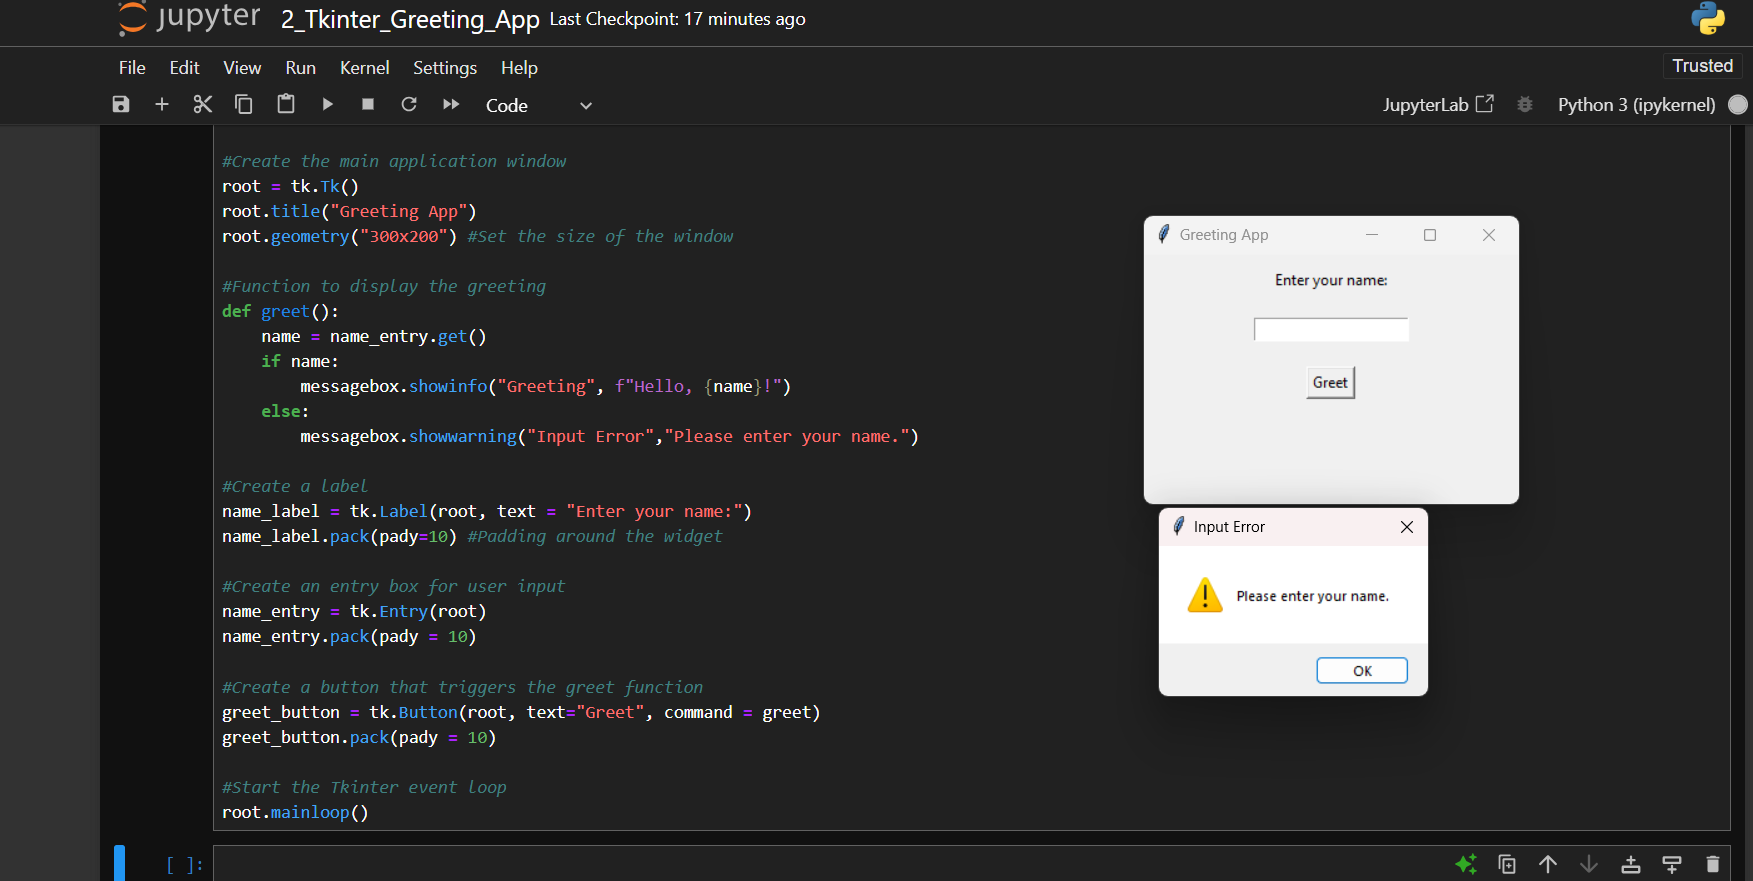 jupyter 2_Tkinter_Greeting_App Last Checkpoint: 17 minutes ago
File Edit View Run Kernel Settings Help
Trusted
Code
JupyterLab
Python 3 (ipykernel)
#Create the main application window
root = tk.Tk()
root.title("Greeting App")
root.geometry("300x200") #Set the size of the window
#Function to display the greeting
def greet():
    name = name_entry.get()
    if name:
        messagebox.showinfo("Greeting", f"Hello, {name}!")
    else:
        messagebox.showwarning("Input Error","Please enter your name.")
#Create a label
name_label = tk.Label(root, text = "Enter your name:")
name_label.pack(pady=10) #Padding around the widget
#Create an entry box for user input
name_entry = tk.Entry(root)
name_entry.pack(pady = 10)
#Create a button that triggers the greet function
greet_button = tk.Button(root, text="Greet", command = greet)
greet_button.pack(pady = 10)
#Start the Tkinter event loop
root.mainloop()
[ ]:
Greeting App
Enter your name:
Greet
Input Error
Please enter your name.
OK